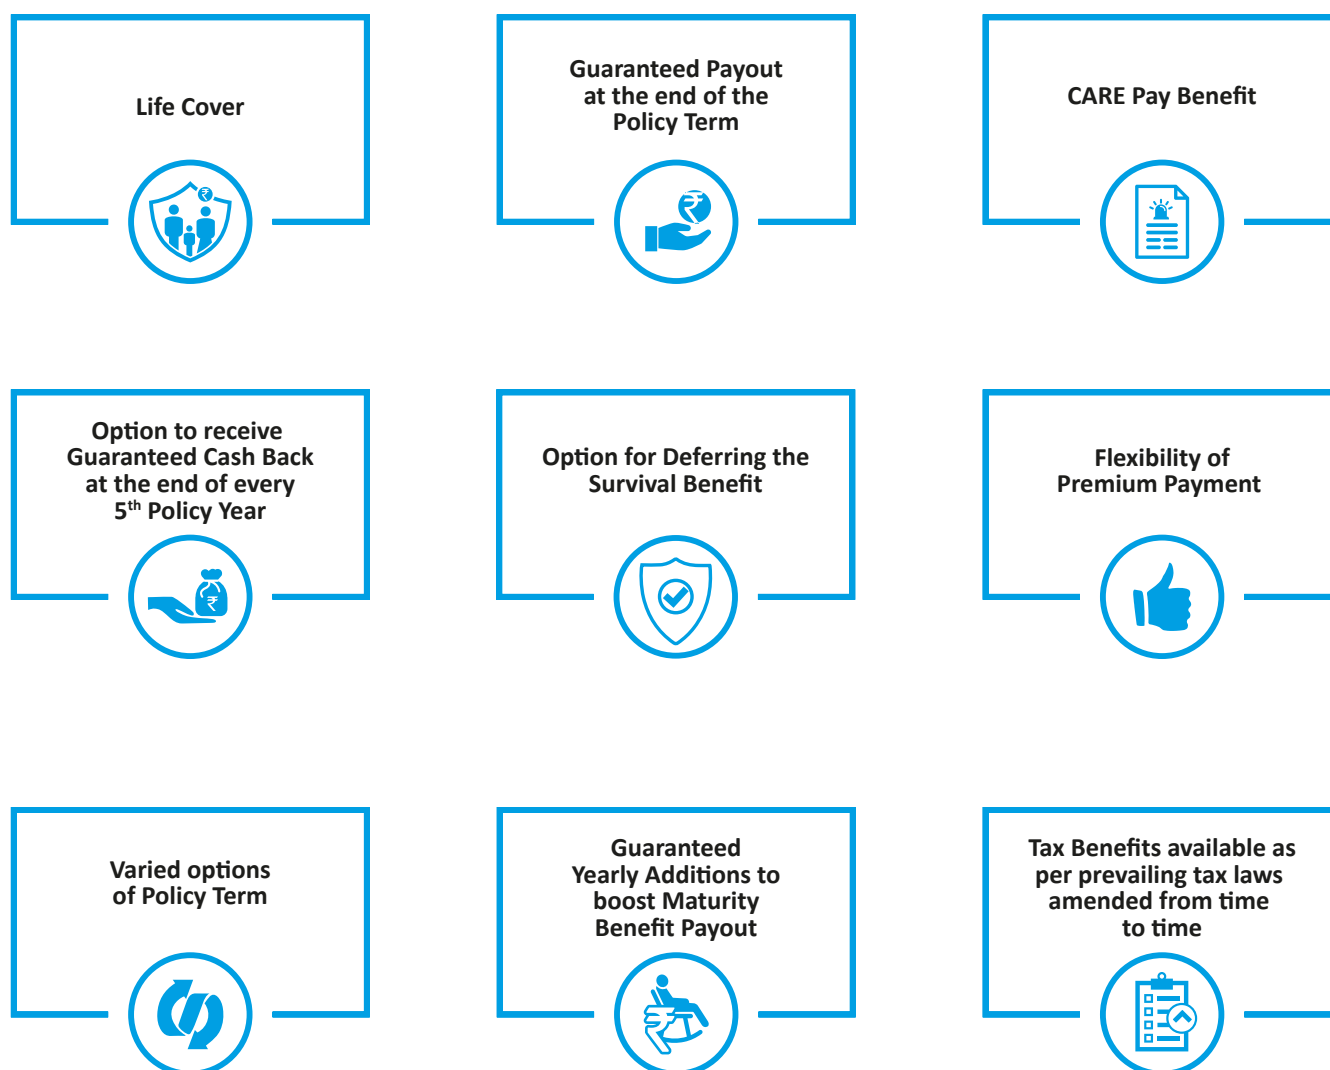 Life Cover
Guaranteed Payout
at the end of the
Policy Term
CARE Pay Benefit
Option to receive
Guaranteed Cash Back
at the end of every
5th Policy Year
Option for Deferring the
Survival Benefit
Flexibility of
Premium Payment
Varied options
of Policy Term
Guaranteed
Yearly Additions to
boost Maturity
Benefit Payout
Tax Benefits available as
per prevailing tax laws
amended from time
to time